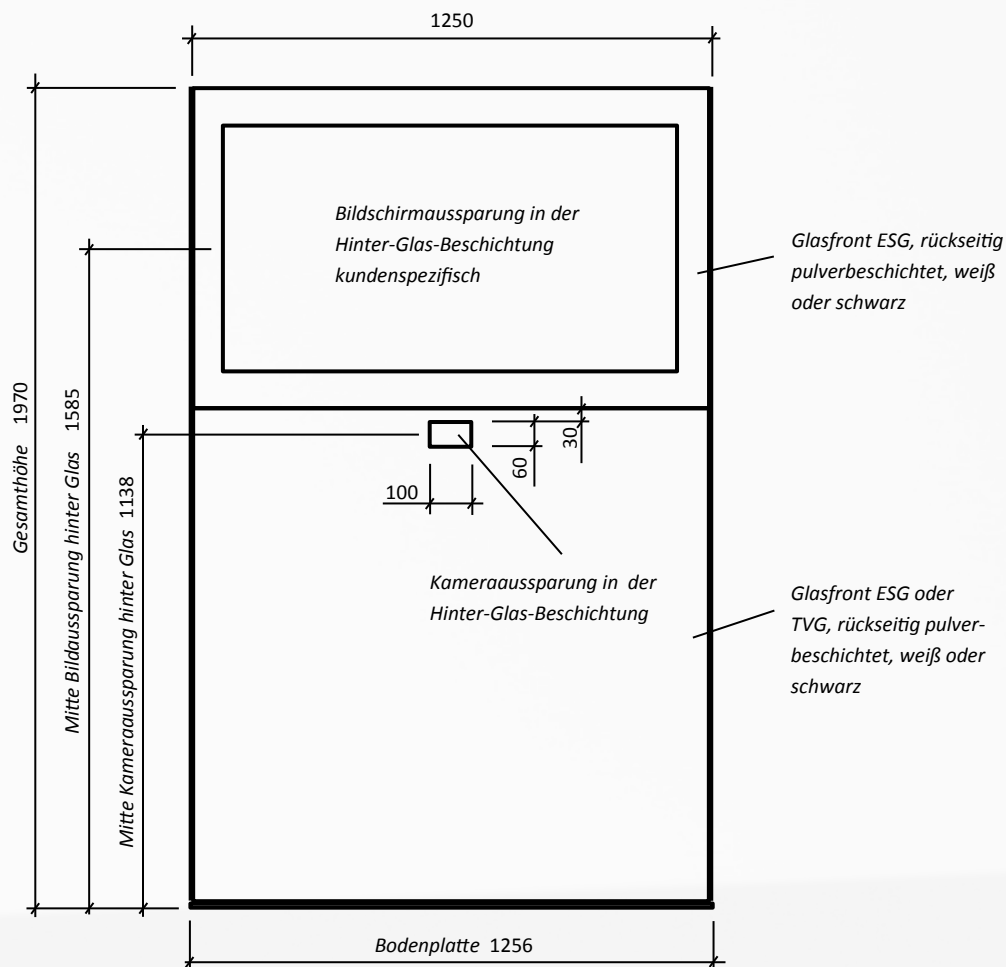 1250
Bildschirmaussparung in der
Hinter-Glas-Beschichtung
kundenspezifisch
Glasfront ESG, rückseitig
pulverbeschichtet, weiß
oder schwarz
Gesamthöhe 1970
Mitte Bildaussparung hinter Glas 1585
Mitte Kameraaussparung hinter Glas 1138
30
60
100
Kameraaussparung in der
Hinter-Glas-Beschichtung
Glasfront ESG oder
TVG, rückseitig pulver-
beschichtet, weiß oder
schwarz
Bodenplatte 1256